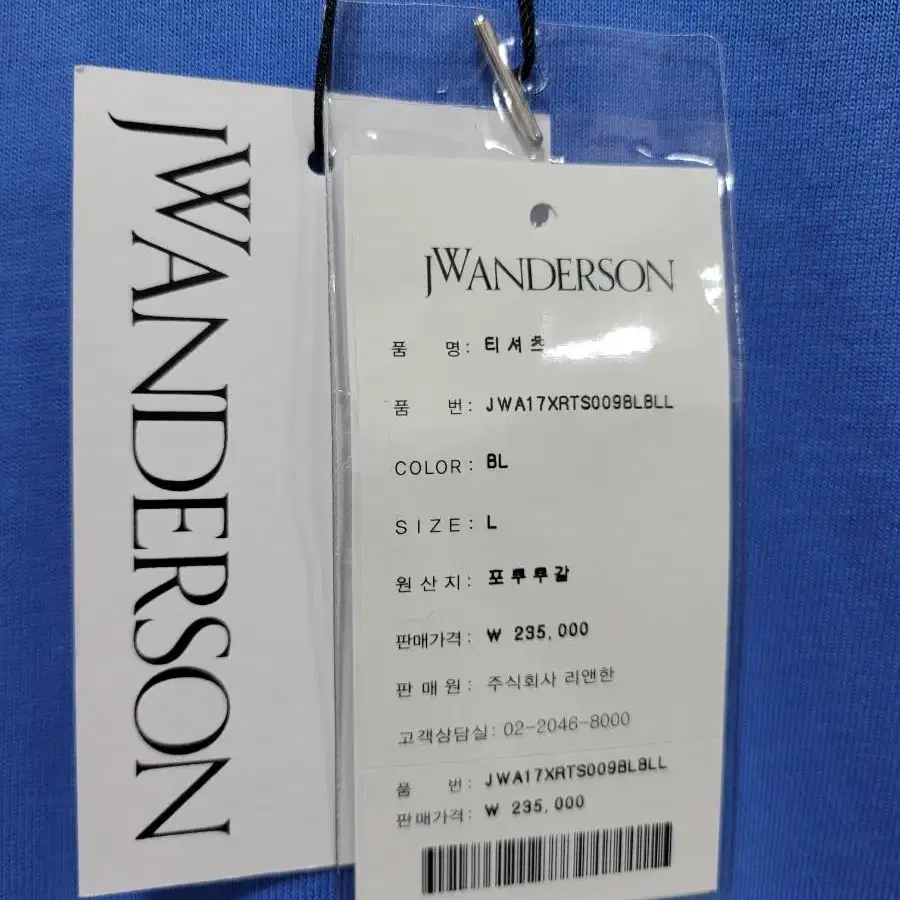 JWANDERSON
JWANDERSON
품 명: 티셔츠
품 번: JWA17XRTS009BLBLL
COLOR: BL
SIZE: L
원산지: 포루투갈
판매가격: ₩ 235,000
판매원: 주식회사 리앤한
고객상담실: 02-2046-8000
품 번: JWA17XRTS009BLBLL
판매가격: ₩ 235,000